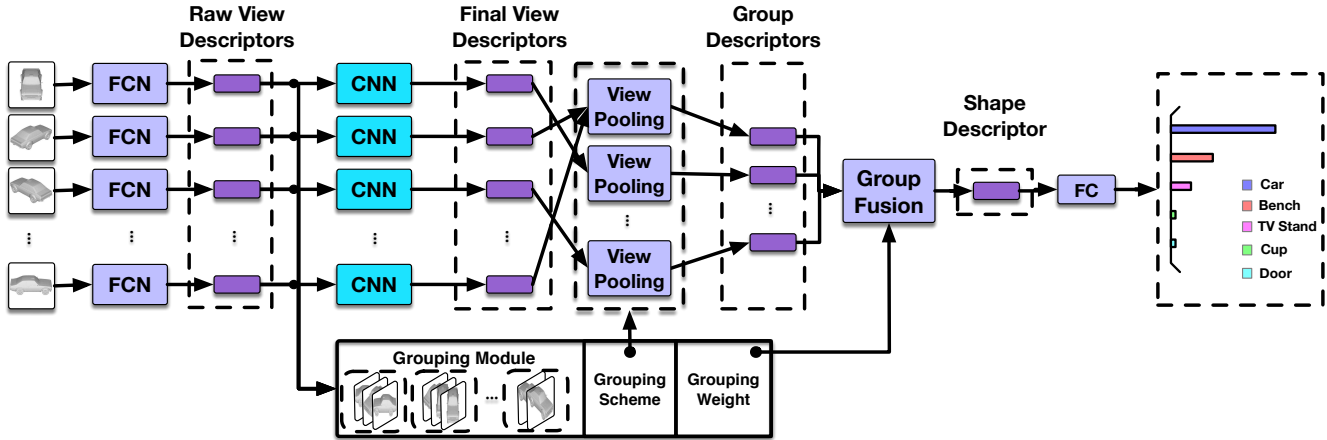 Raw View
Descriptors
Final View
Descriptors
Group
Descriptors
Shape
Descriptor
FCN
CNN
View
Pooling
FCN
CNN
View
Pooling
FCN
CNN
Group
Fusion
FC
...
...
...
...
...
...
FCN
CNN
View
Pooling
Car
Bench
TV Stand
Cup
Door
Grouping Module
...
Grouping
Scheme
Grouping
Weight